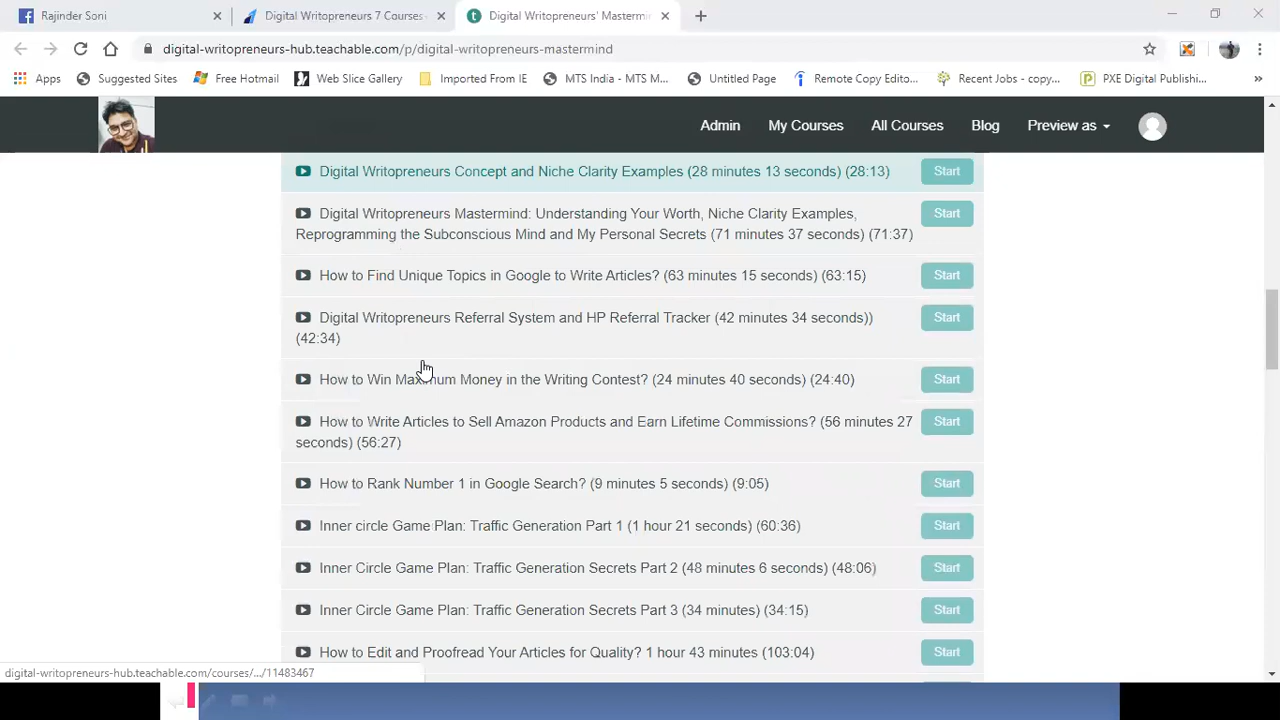 Rajinder Soni
Digital Writopreneurs 7 Courses -
Digital Writopreneurs' Mastermin
digital-writopreneurs-hub.teachable.com/p/digital-writopreneurs-mastermind
Apps
Suggested Sites
Free Hotmail
Web Slice Gallery
Imported From IE
MTS India - MTS M...
Untitled Page
Remote Copy Edito...
Recent Jobs - copy...
PXE Digital Publishi...
»
Admin
My Courses
All Courses
Blog
Preview as
Digital Writopreneurs Concept and Niche Clarity Examples (28 minutes 13 seconds) (28:13)
Start
Digital Writopreneurs Mastermind: Understanding Your Worth, Niche Clarity Examples,
Reprogramming the Subconscious Mind and My Personal Secrets (71 minutes 37 seconds) (71:37)
Start
How to Find Unique Topics in Google to Write Articles? (63 minutes 15 seconds) (63:15)
Start
Digital Writopreneurs Referral System and HP Referral Tracker (42 minutes 34 seconds))
(42:34)
Start
How to Win Maximum Money in the Writing Contest? (24 minutes 40 seconds) (24:40)
Start
How to Write Articles to Sell Amazon Products and Earn Lifetime Commissions? (56 minutes 27
seconds) (56:27)
Start
How to Rank Number 1 in Google Search? (9 minutes 5 seconds) (9:05)
Start
Inner circle Game Plan: Traffic Generation Part 1 (1 hour 21 seconds) (60:36)
Start
Inner Circle Game Plan: Traffic Generation Secrets Part 2 (48 minutes 6 seconds) (48:06)
Start
Inner Circle Game Plan: Traffic Generation Secrets Part 3 (34 minutes) (34:15)
Start
How to Edit and Proofread Your Articles for Quality? 1 hour 43 minutes (103:04)
Start
digital-writopreneurs-hub.teachable.com/courses/.../11483467